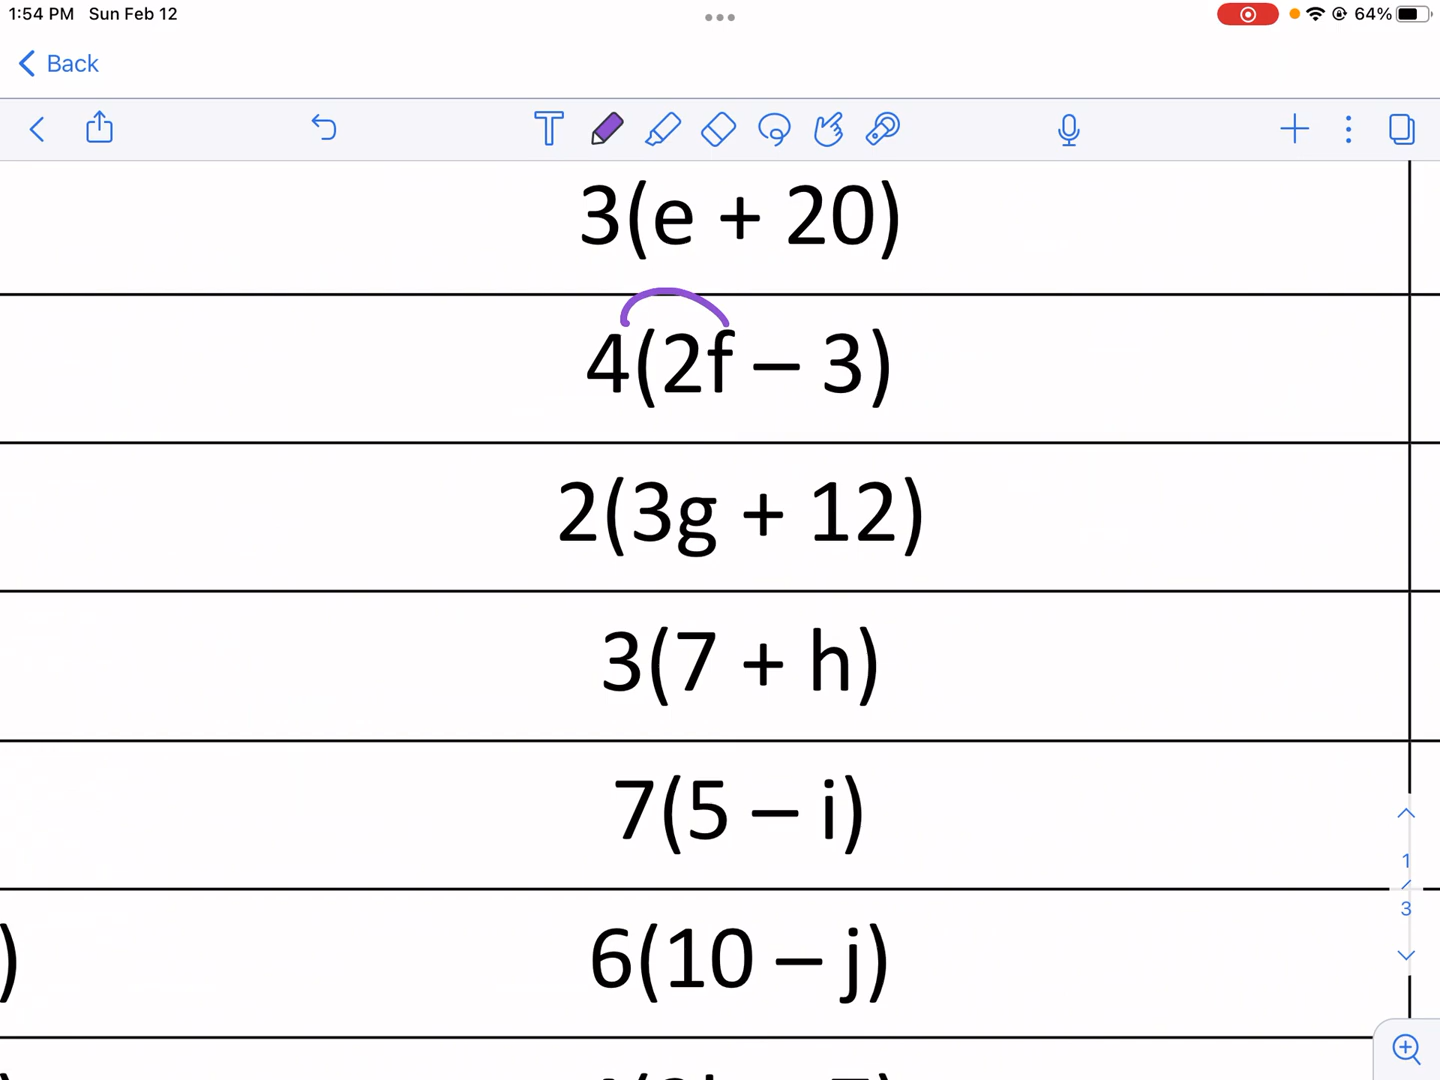 1:54 PM Sun Feb 12
64%
Back
3(e + 20)
4(2f – 3)
2(3g + 12)
3(7 + h)
7(5 – i)
1
/
3
)
6(10 – j)